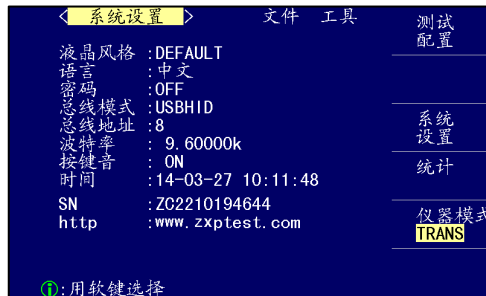 < 系统设置 > 文件 工具
液晶风格 :DEFAULT
语言 :中文
密码 :OFF
总线模式 :USBHID
总线地址 :8
波特率 : 9.60000k
按键音 : ON
时间 :14-03-27 10:11:48
SN :ZC2210194644
http :www.zxptest.com
测试
配置
系统
设置
统计
仪器模式
TRANS
ⓘ:用软键选择